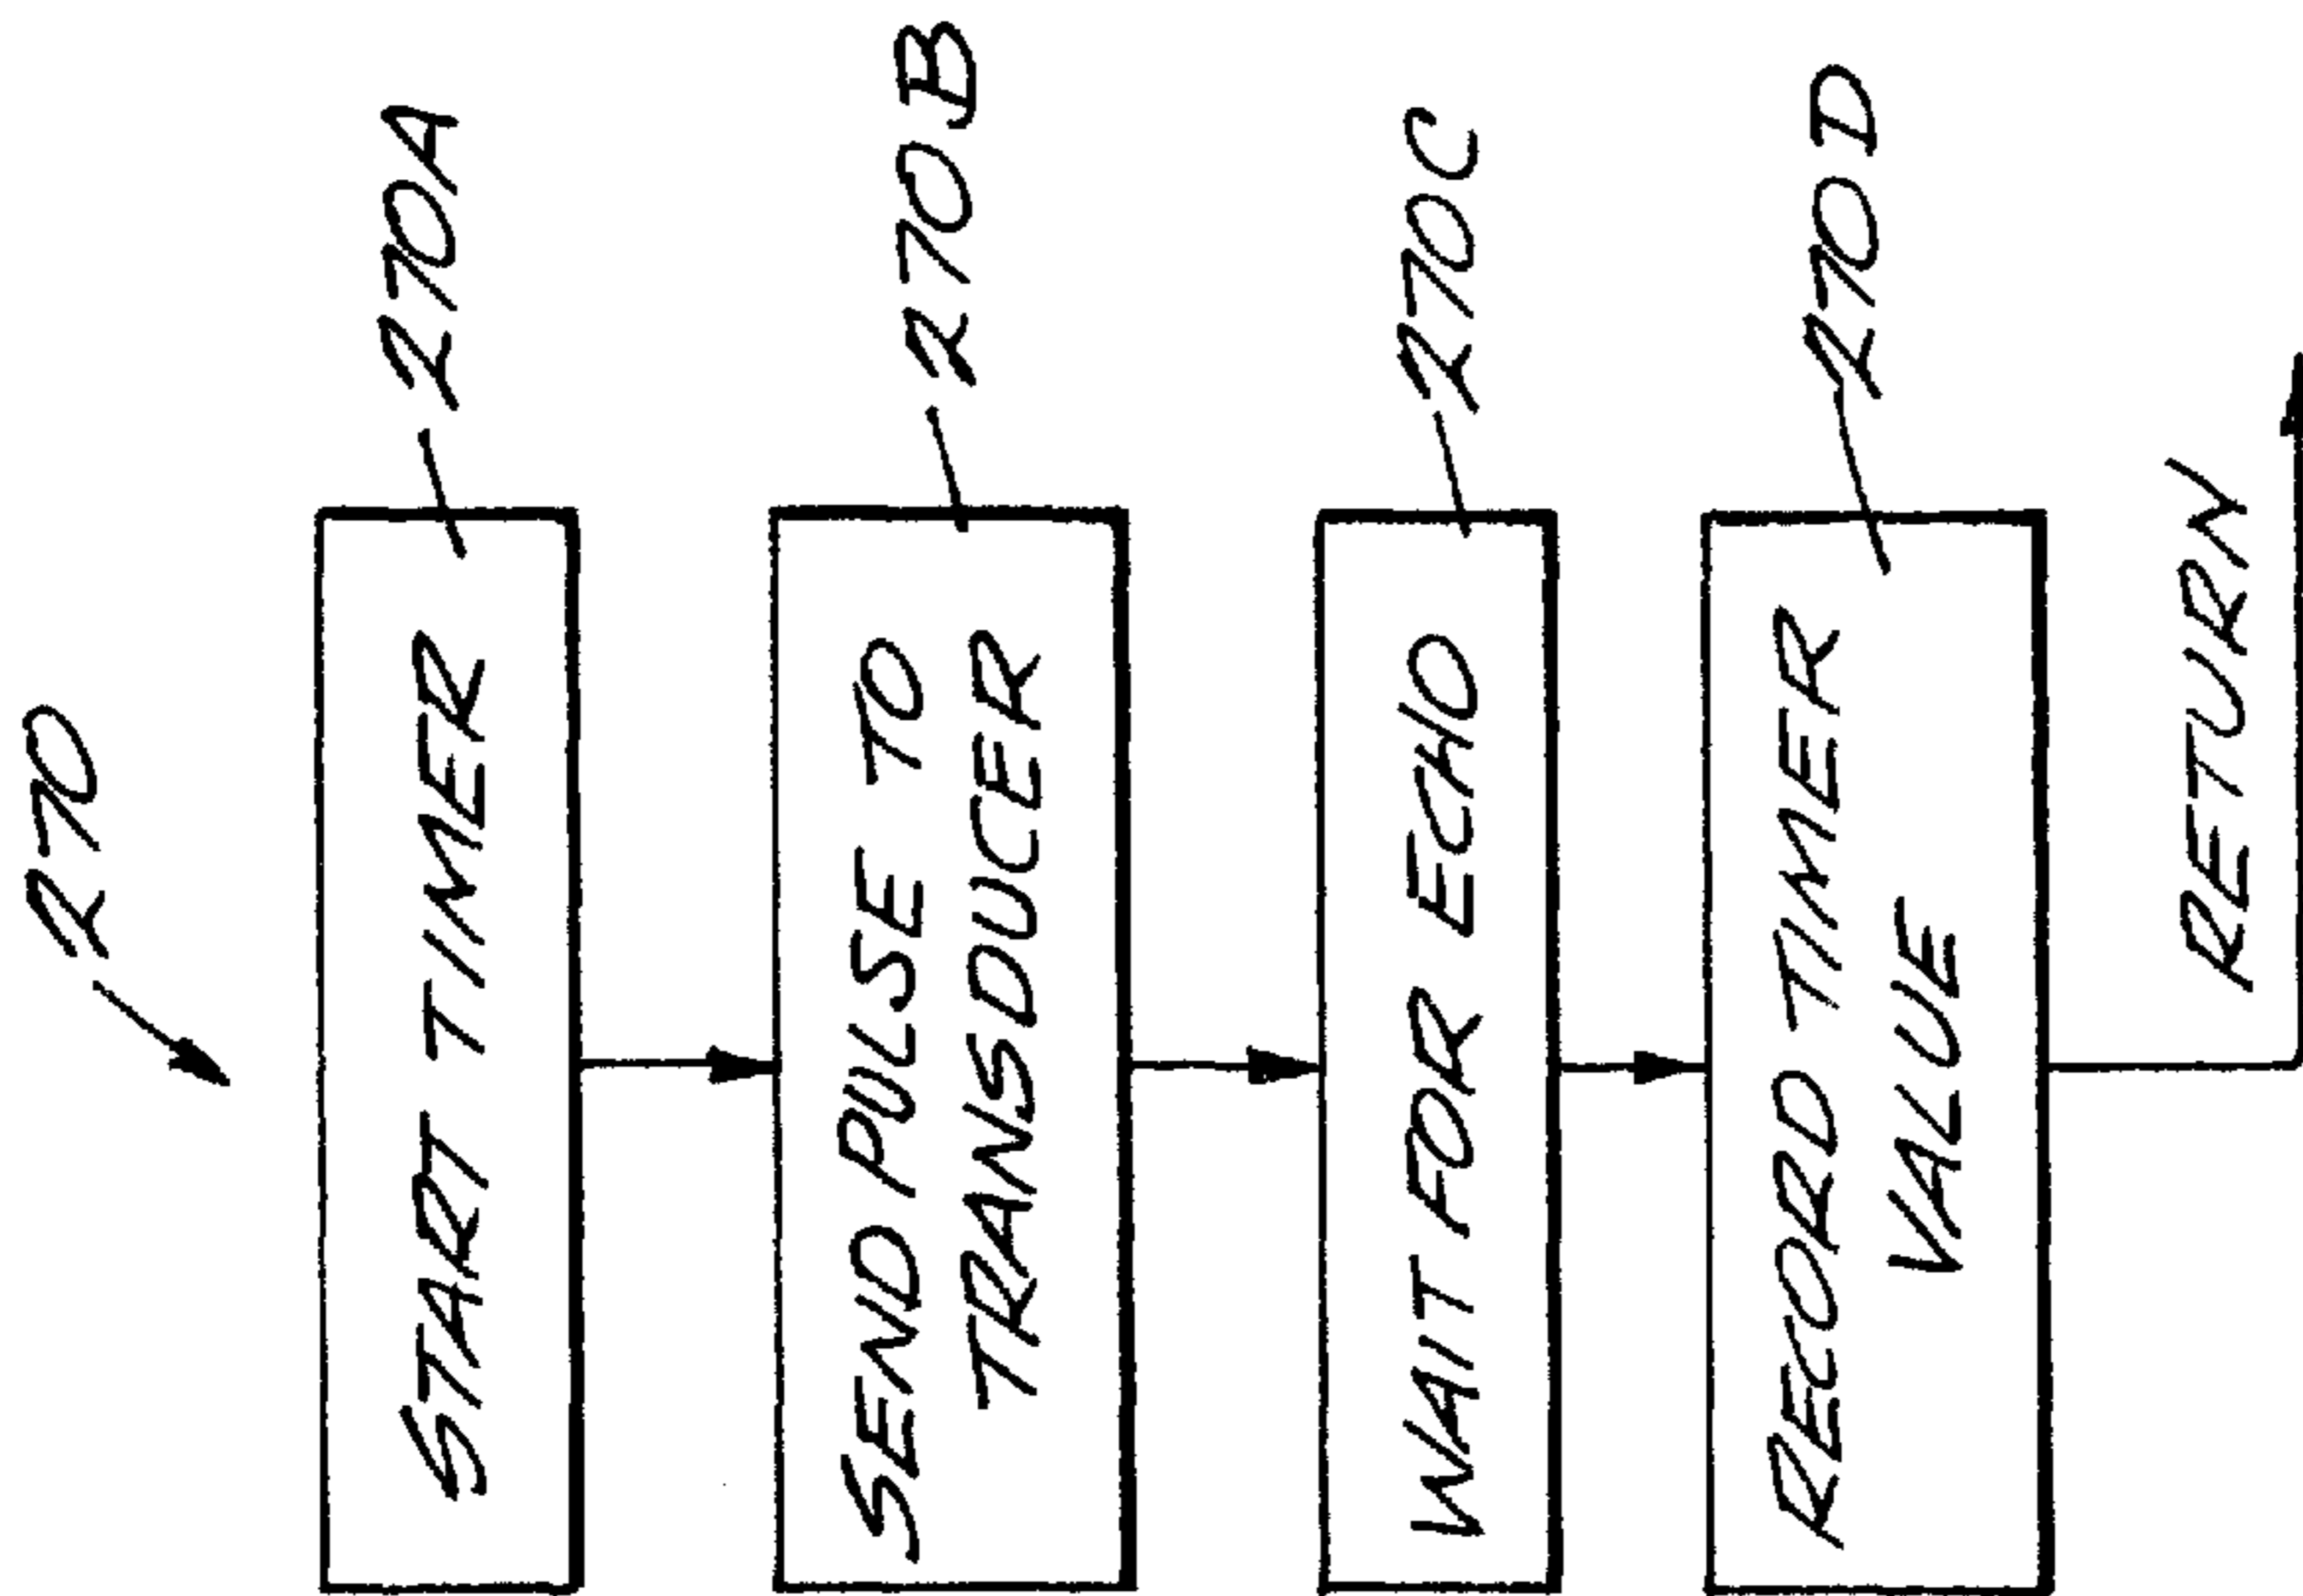 270
START TIMER
270A
SEND PULSE TO
TRANSDUCER
270B
WAIT FOR ECHO
270C
RECORD TIMER
VALUE
270D
RETURN